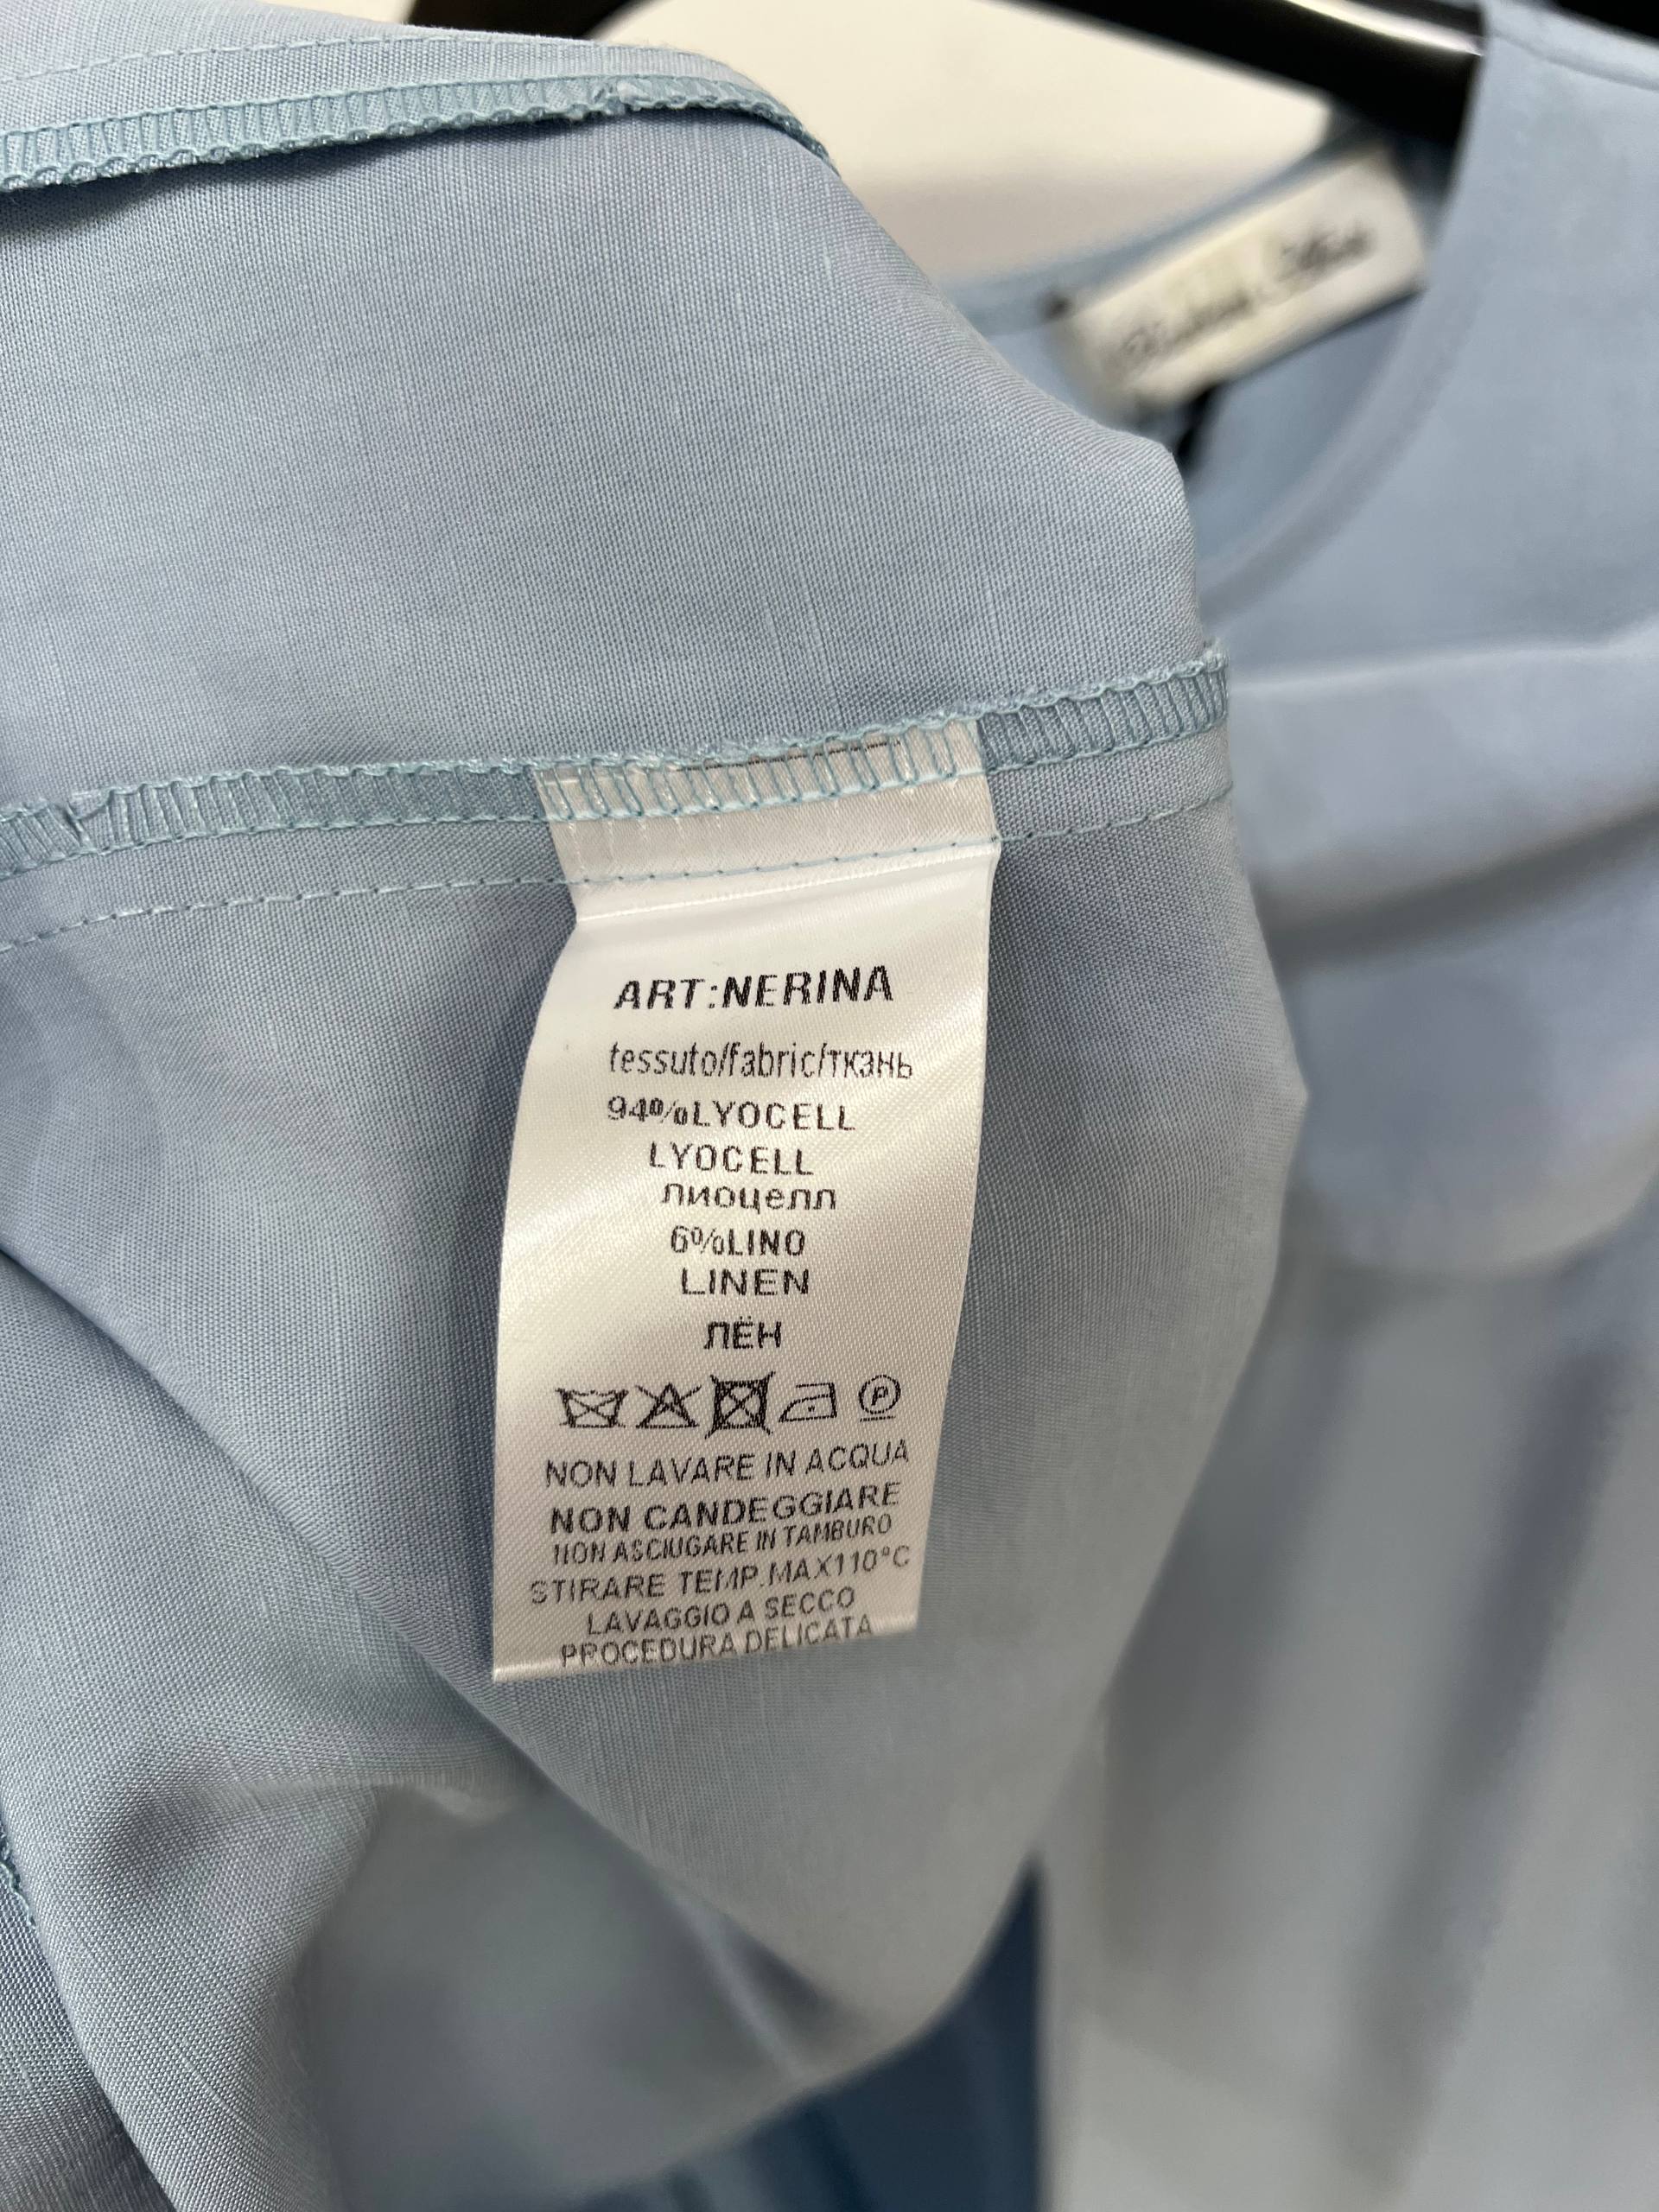 ART:NERINA
tessuto/fabric/ткань
94%LYOCELL
LYOCELL
лиоцелл
6%LINO
LINEN
ЛЁН
P
NON LAVARE IN ACQUA
NON CANDEGGIARE
NON ASCIUGARE IN TAMBURO
STIRARE TEMP.MAX110°C
LAVAGGIO A SECCO
PROCEDURA DELICATA